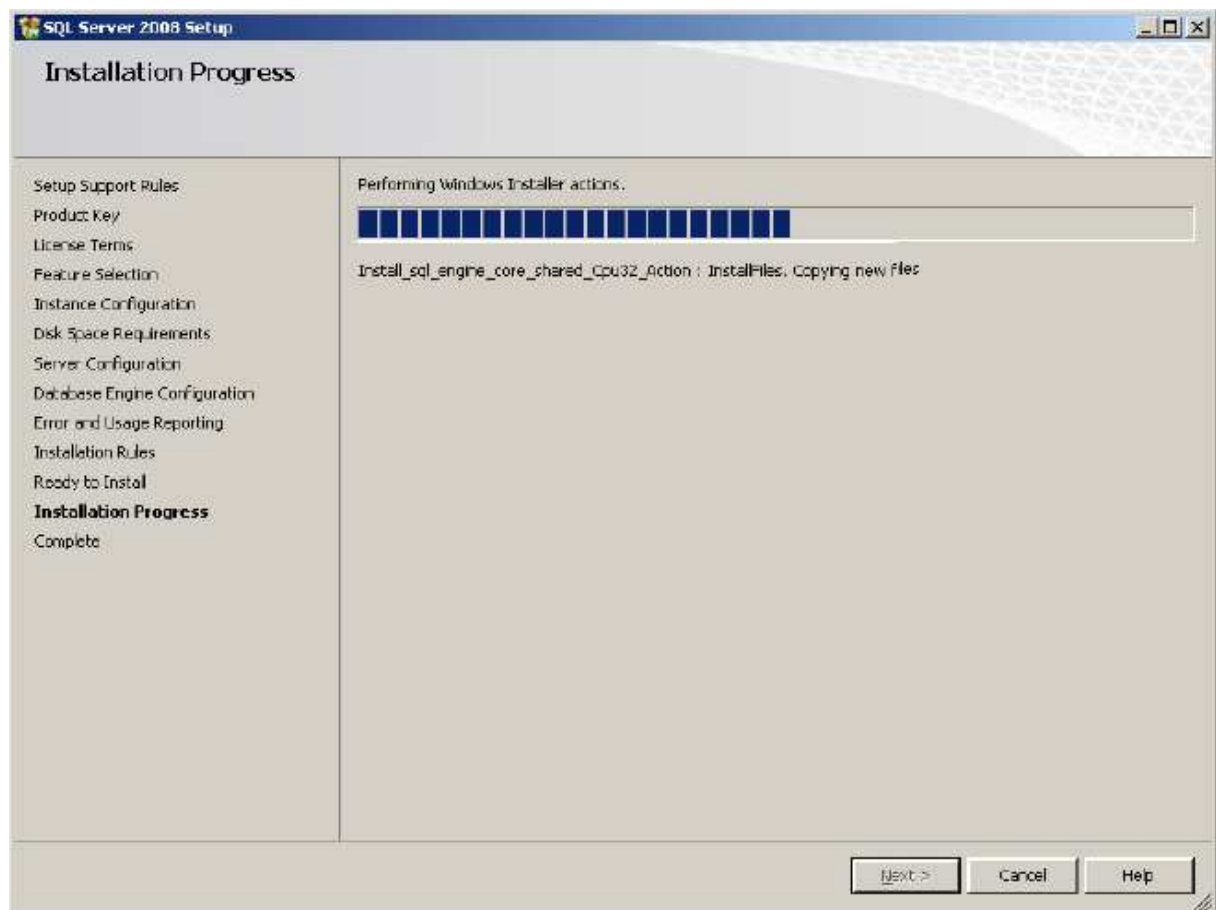 SQL Server 2008 Setup
Installation Progress
Setup Support Rules
Product Key
License Terms
Feature Selection
Instance Configuration
Disk Space Requirements
Server Configuration
Database Engine Configuration
Error and Usage Reporting
Installation Rules
Ready to Install
Installation Progress
Complete
Performing Windows Installer actions.
Install_sql_engine_core_shared_Cpu32_Action : InstallFiles. Copying new files
Next >
Cancel
Help